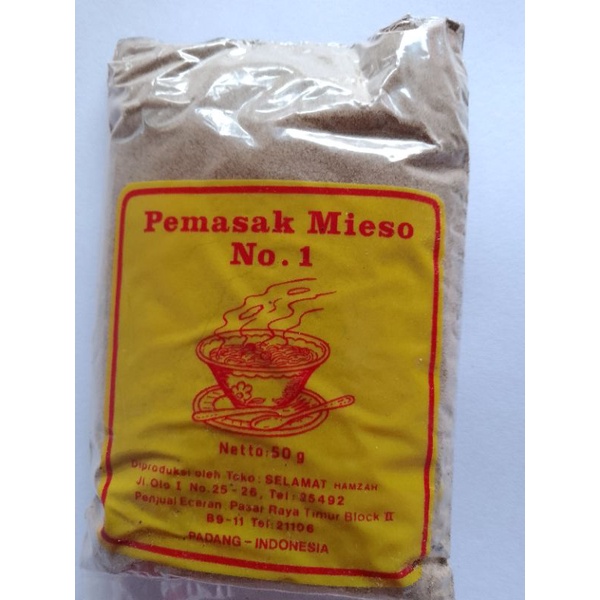 Pemasak Mieso
No. 1
Netto: 50 g
Diproduksi oleh Toko: SELAMAT HAMZAH
Jl. Olo I No. 25 - 26, Tel: 25492
Penjual Eceran Pasar Raya Timur Block II
B9-11 Tel: 21106
PADANG - INDONESIA